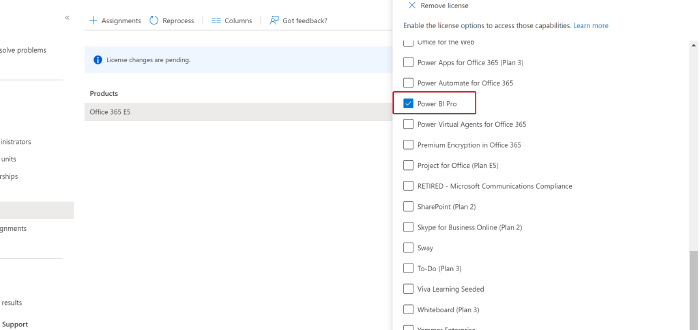 Remove license
« Assignments Reprocess Columns Got feedback?
Enable the license options to access those capabilities. Learn more
solve problems
Office for the Web
License changes are pending.
Power Apps for Office 365 (Plan 3)
Power Automate for Office 365
Products
Power BI Pro
Office 365 E5
Power Virtual Agents for Office 365
Premium Encryption in Office 365
units
Project for Office (Plan E5)
RETIRED - Microsoft Communications Compliance
SharePoint (Plan 2)
Skype for Business Online (Plan 2)
Sway
To-Do (Plan 3)
Viva Learning Seeded
results
Whiteboard (Plan 3)
Support